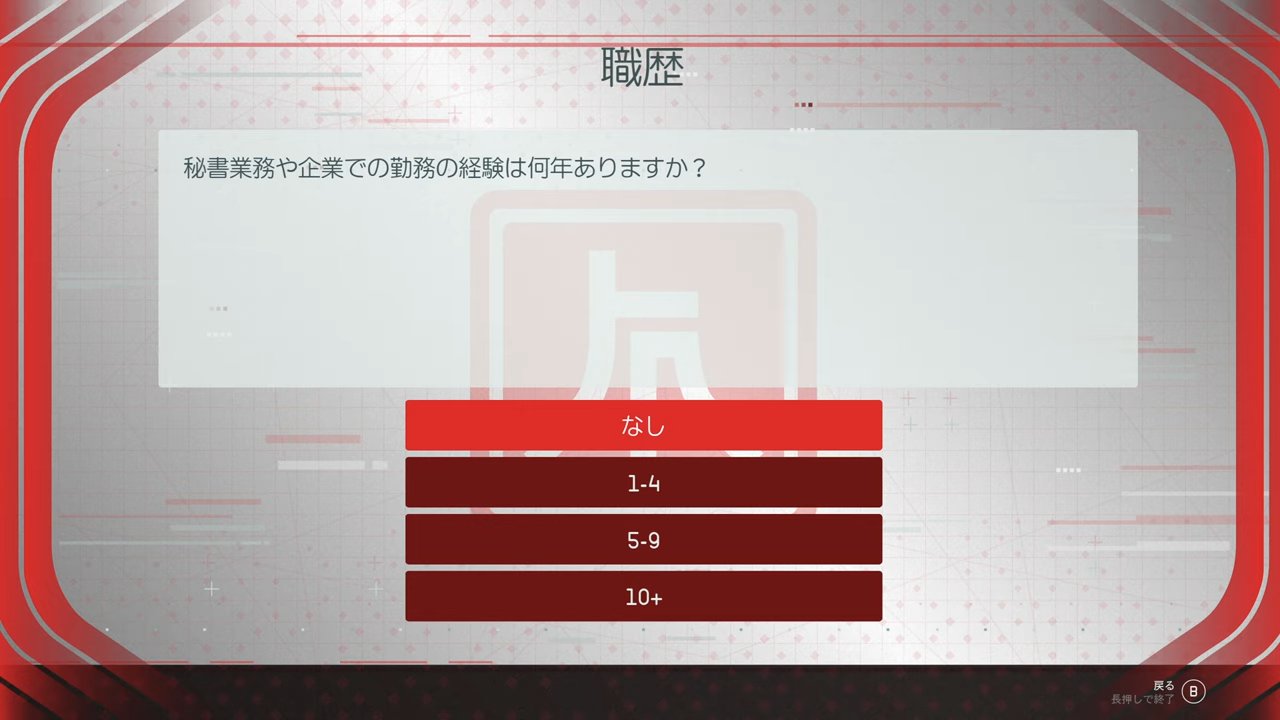 職歴
秘書業務や企業での勤務の経験は何年ありますか？
なし
1-4
5-9
10+
戻る
長押しで終了
B